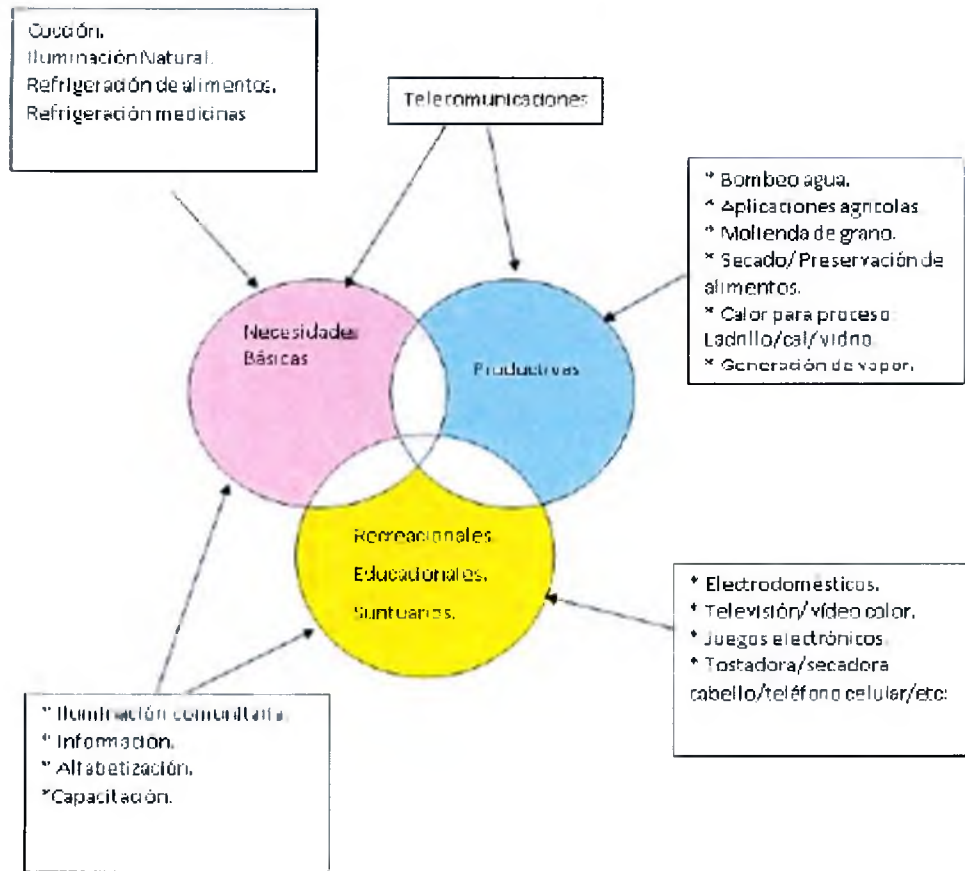 Cocción.
Iluminación Natural.
Refrigeración de alimentos.
Refrigeración medicinas
Telecomunicaciones
* Bombeo agua.
* Aplicaciones agrícolas
* Molienda de grano.
* Secado/ Preservación de
alimentos.
* Calor para proceso:
Ladrillo/cal/vidrio
* Generación de vapor.
Necesidades
Básicas
Productivas
Recreacionales.
Educacionales.
Suntuarios.
* Electrodomésticos.
* Televisión/vídeo color.
* Juegos electrónicos.
* Tostadora/secadora
cabello/teléfono celular/etc:
* Iluminación comunitaria.
* Información.
* Alfabetización.
*Capacitación.